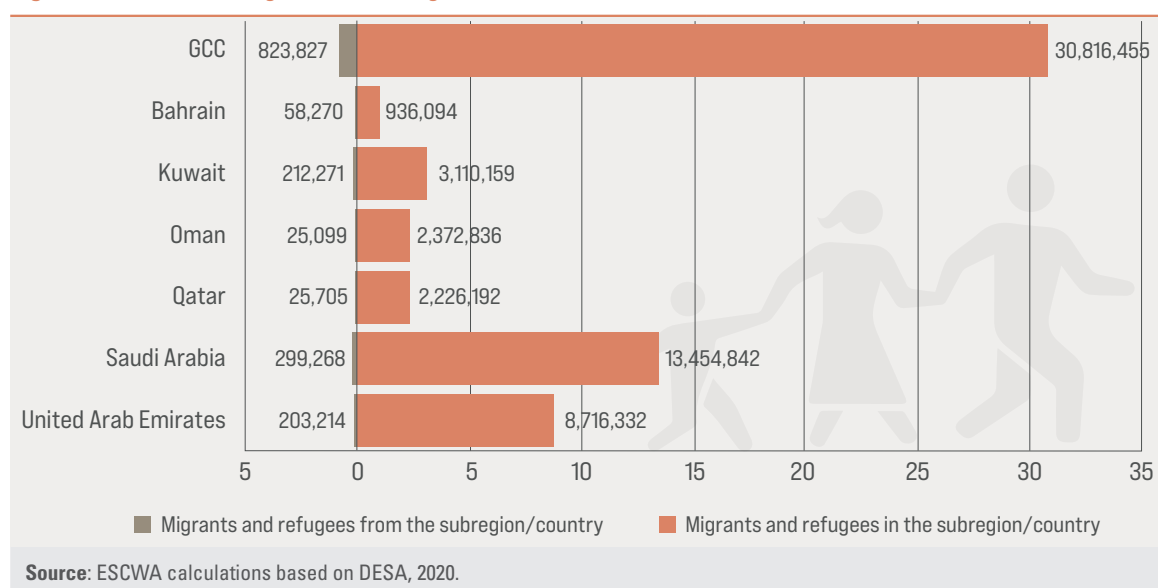 GCC 823,827 30,816,455
Bahrain 58,270 936,094
Kuwait 212,271 3,110,159
Oman 25,099 2,372,836
Qatar 25,705 2,226,192
Saudi Arabia 299,268 13,454,842
United Arab Emirates 203,214 8,716,332
5 0 5 10 15 20 25 30 35
Migrants and refugees from the subregion/country Migrants and refugees in the subregion/country
Source: ESCWA calculations based on DESA, 2020.